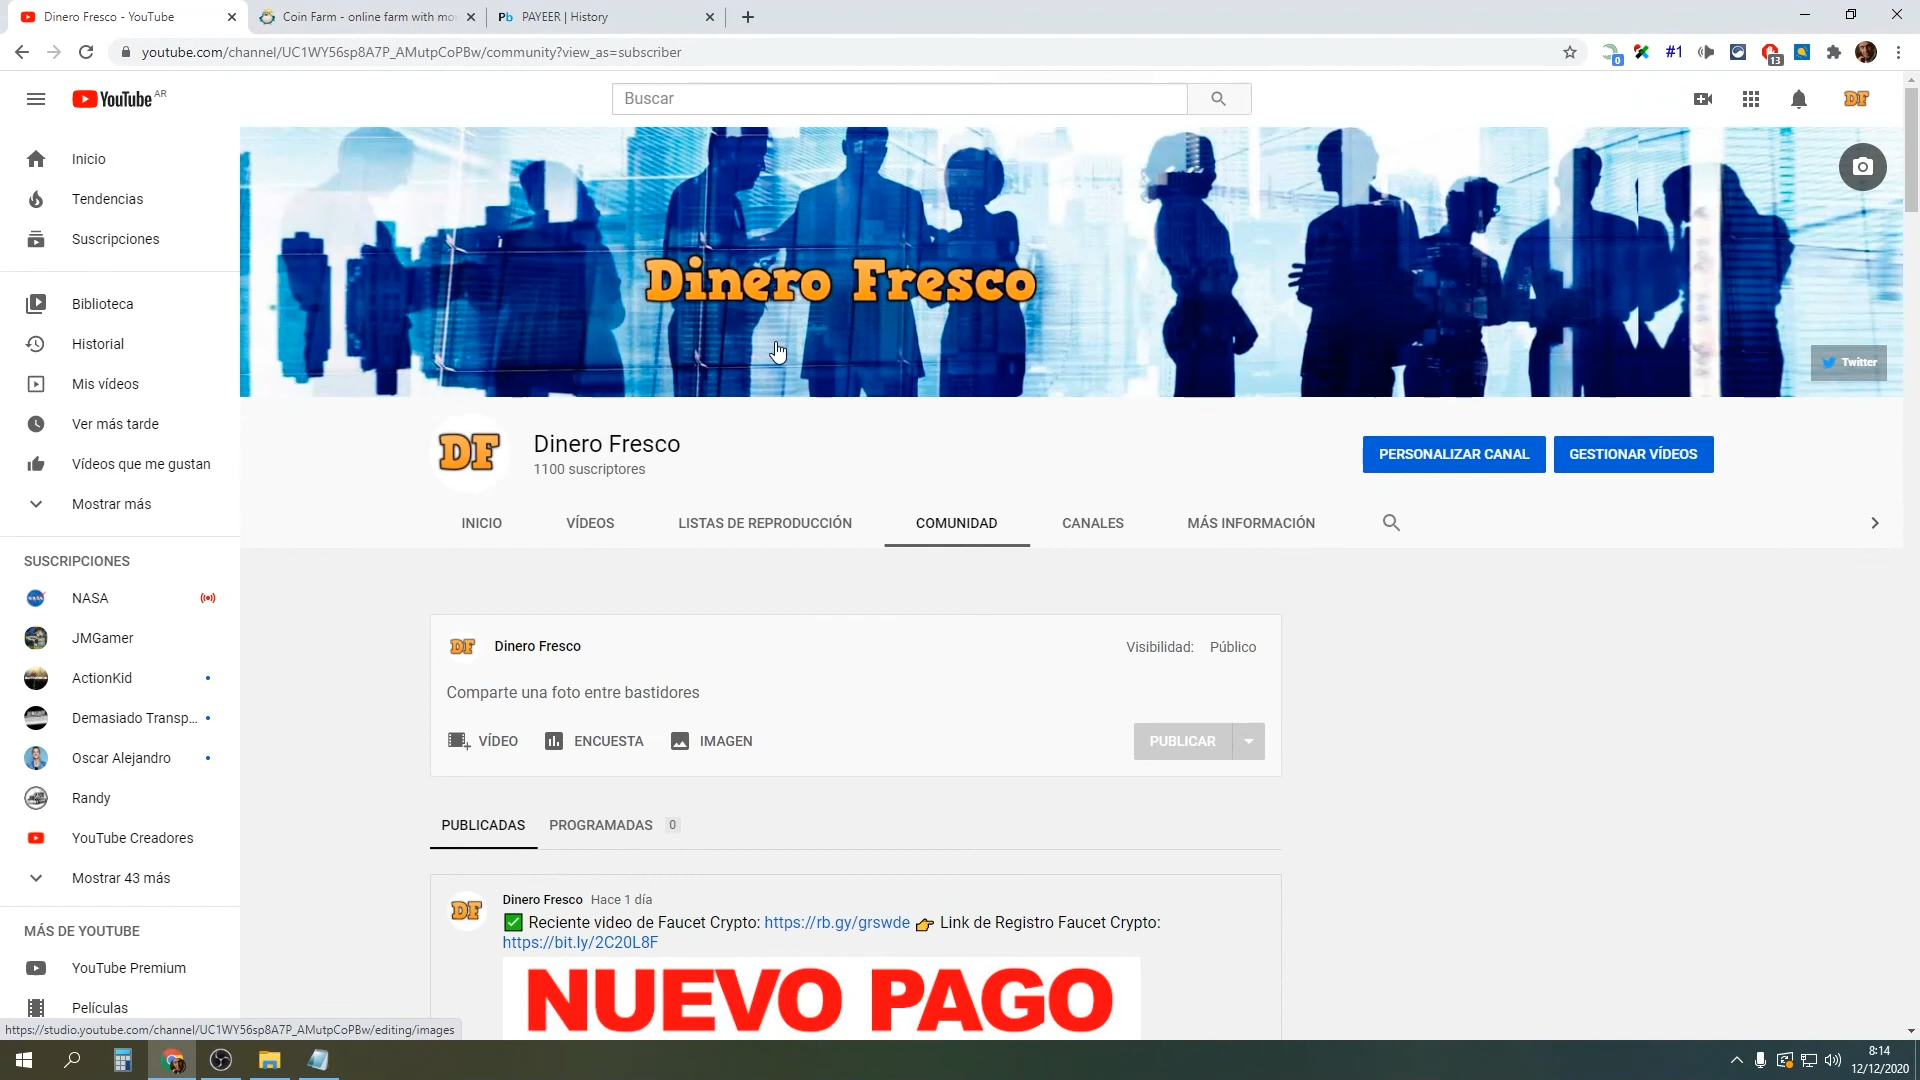 Dinero Fresco - YouTube
Coin Farm - online farm with mo
PAYEER | History
youtube.com/channel/UC1WY56sp8A7P_AMutpCoPBw/community?view_as=subscriber
0
#1
13
YouTube AR
Buscar
DF
Inicio
Tendencias
Suscripciones
Biblioteca
Historial
Mis vídeos
Ver más tarde
Vídeos que me gustan
Mostrar más
SUSCRIPCIONES
NASA
JMGamer
ActionKid
Demasiado Transp...
Oscar Alejandro
Randy
YouTube Creadores
Mostrar 43 más
MÁS DE YOUTUBE
YouTube Premium
Películas
Dinero Fresco
Twitter
DF
Dinero Fresco
1100 suscriptores
PERSONALIZAR CANAL
GESTIONAR VÍDEOS
INICIO
VÍDEOS
LISTAS DE REPRODUCCIÓN
COMUNIDAD
CANALES
MÁS INFORMACIÓN
DF
Dinero Fresco
Visibilidad: Público
Comparte una foto entre bastidores
VÍDEO
ENCUESTA
IMAGEN
PUBLICAR
PUBLICADAS
PROGRAMADAS 0
DF
Dinero Fresco Hace 1 día
✅ Reciente video de Faucet Crypto: https://rb.gy/grswde 👉 Link de Registro Faucet Crypto:
https://bit.ly/2C20L8F
NUEVO PAGO
https://studio.youtube.com/channel/UC1WY56sp8A7P_AMutpCoPBw/editing/images
8:14
12/12/2020